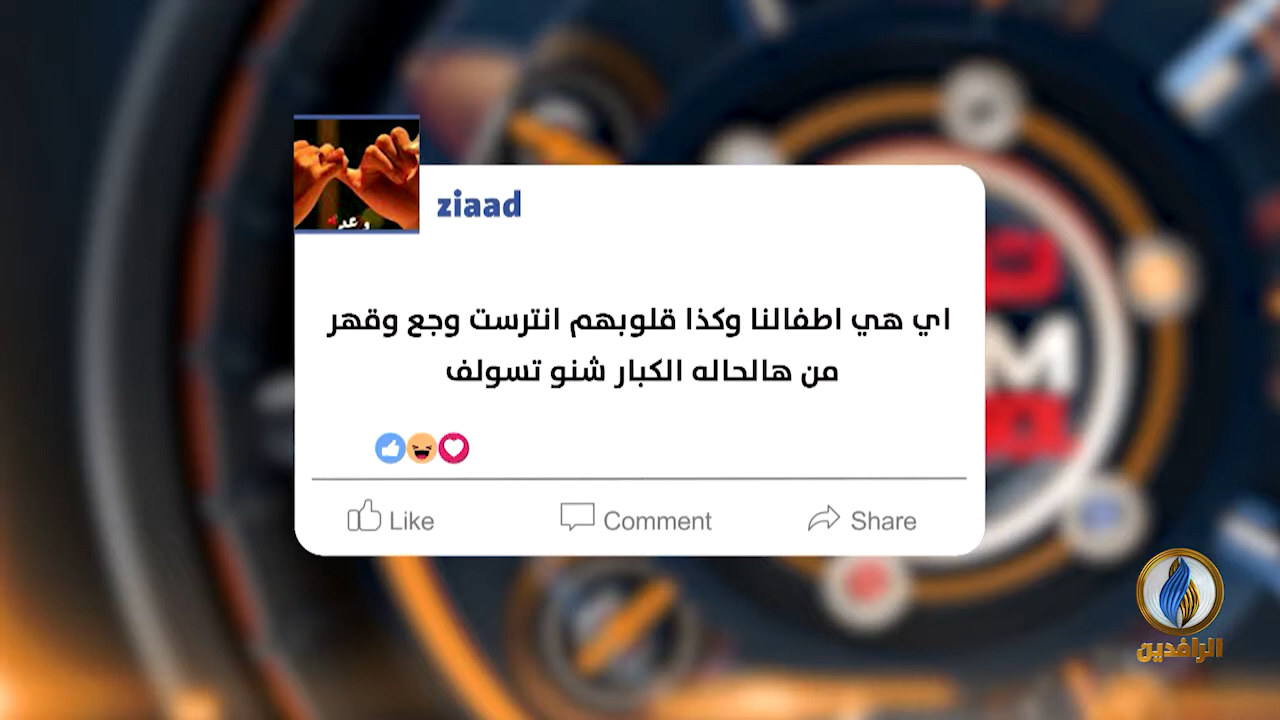 ziaad
اي هي اطفالنا وكذا قلوبهم انترست وجع وقهر
من هالحاله الكبار شنو تسولف
Like
Comment
Share
الرافدين